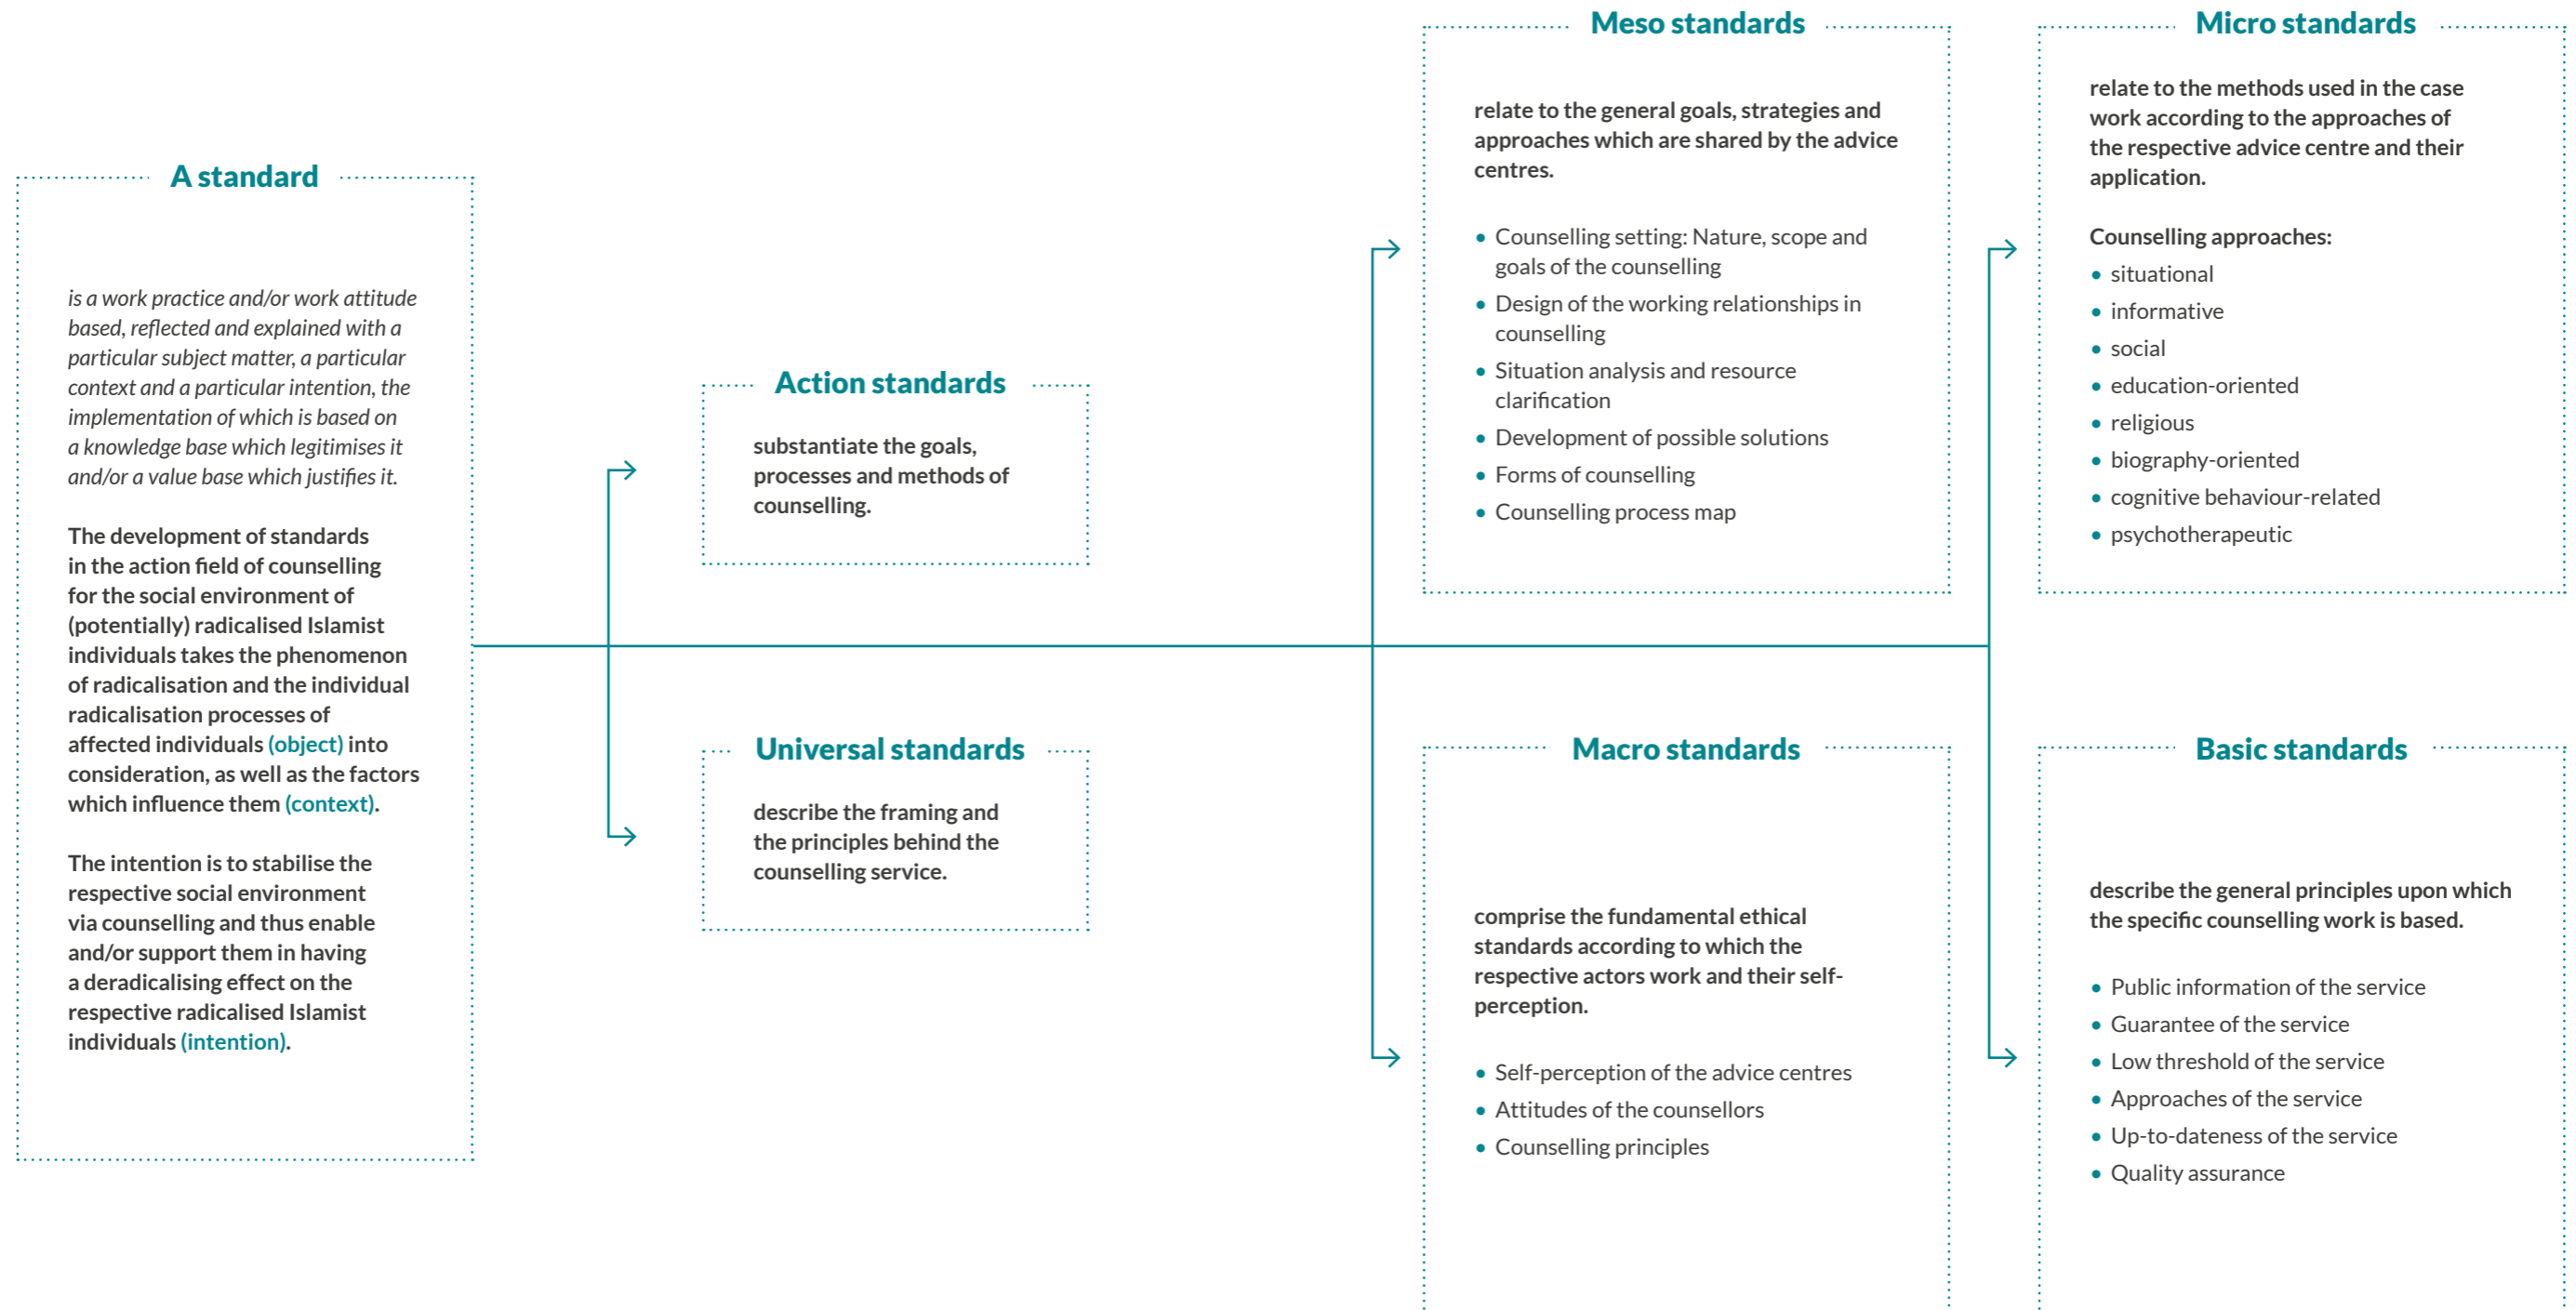 A standard
is a work practice and/or work attitude
based, reflected and explained with a
particular subject matter, a particular
context and a particular intention, the
implementation of which is based on
a knowledge base which legitimises it
and/or a value base which justifies it.
The development of standards
in the action field of counselling
for the social environment of
(potentially) radicalised Islamist
individuals takes the phenomenon
of radicalisation and the individual
radicalisation processes of
affected individuals (object) into
consideration, as well as the factors
which influence them (context).
The intention is to stabilise the
respective social environment
via counselling and thus enable
and/or support them in having
a deradicalising effect on the
respective radicalised Islamist
individuals (intention).
Action standards
substantiate the goals,
processes and methods of
counselling.
Universal standards
describe the framing and
the principles behind the
counselling service.
Meso standards
relate to the general goals, strategies and
approaches which are shared by the advice
centres.
• Counselling setting: Nature, scope and
goals of the counselling
• Design of the working relationships in
counselling
• Situation analysis and resource
clarification
• Development of possible solutions
• Forms of counselling
• Counselling process map
Macro standards
comprise the fundamental ethical
standards according to which the
respective actors work and their self-
perception.
• Self-perception of the advice centres
• Attitudes of the counsellors
• Counselling principles
Micro standards
relate to the methods used in the case
work according to the approaches of
the respective advice centre and their
application.
Counselling approaches:
• situational
• informative
• social
• education-oriented
• religious
• biography-oriented
• cognitive behaviour-related
• psychotherapeutic
Basic standards
describe the general principles upon which
the specific counselling work is based.
• Public information of the service
• Guarantee of the service
• Low threshold of the service
• Approaches of the service
• Up-to-dateness of the service
• Quality assurance